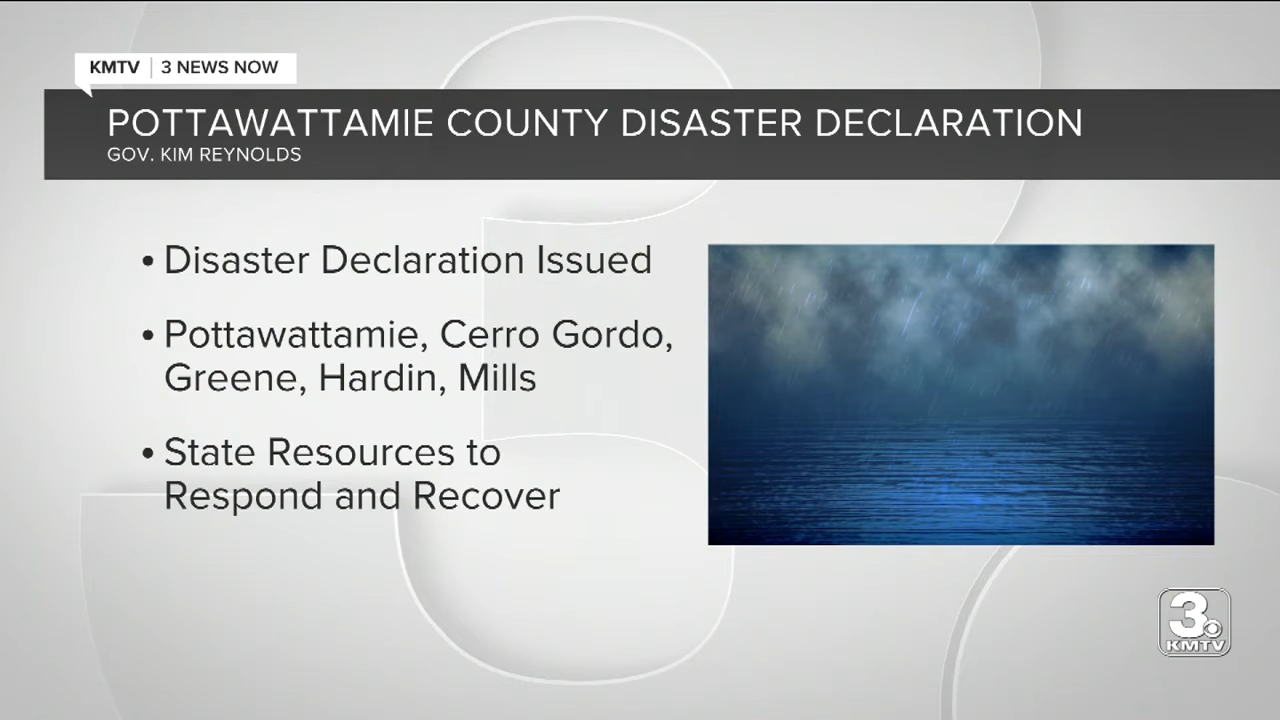 KMTV | 3 NEWS NOW
POTTAWATTAMIE COUNTY DISASTER DECLARATION
GOV. KIM REYNOLDS
• Disaster Declaration Issued
• Pottawattamie, Cerro Gordo,
Greene, Hardin, Mills
• State Resources to
Respond and Recover
3
KMTV